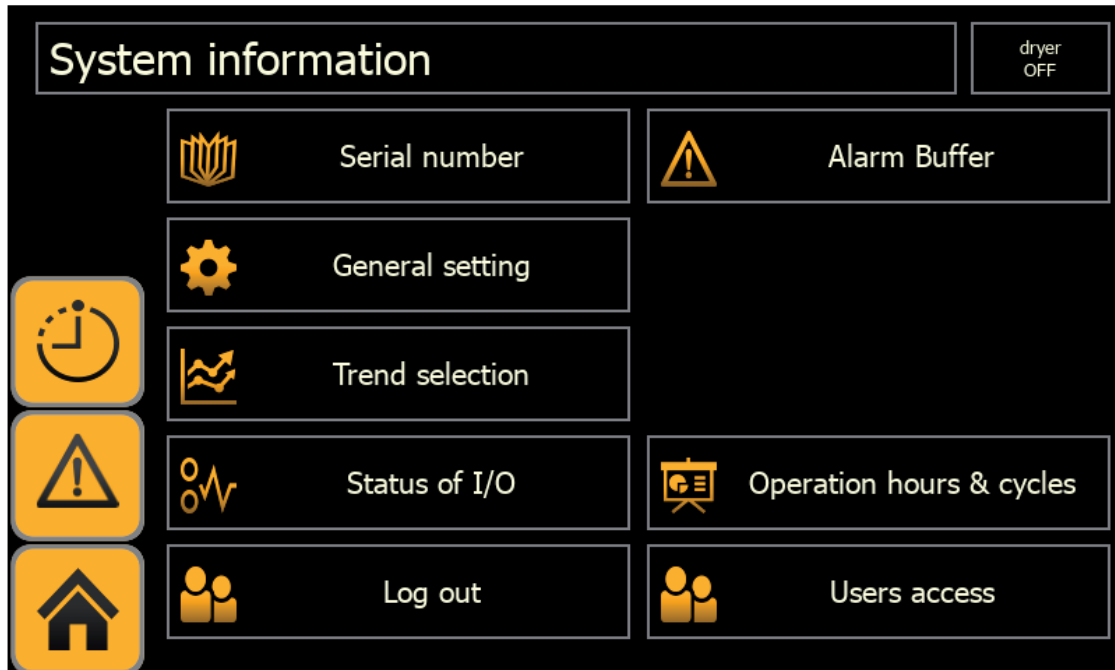 System information
dryer
OFF
Serial number
Alarm Buffer
General setting
Trend selection
Status of I/O
Operation hours & cycles
Log out
Users access